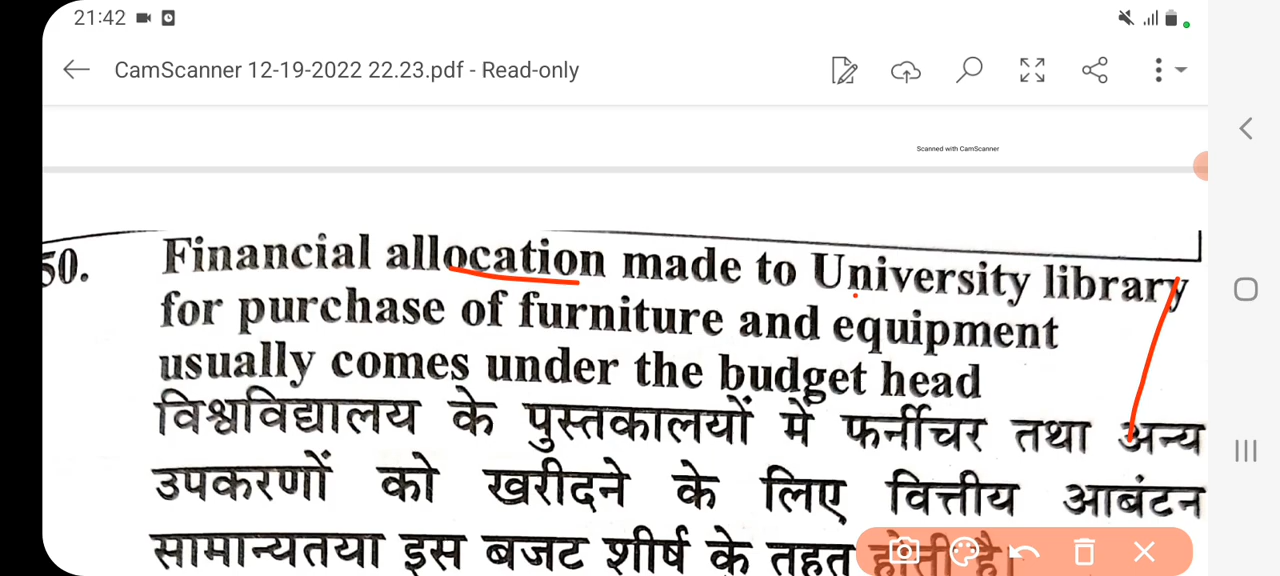 21:42
CamScanner 12-19-2022 22.23.pdf - Read-only
Scanned with CamScanner
50. Financial allocation made to University library
for purchase of furniture and equipment
usually comes under the budget head
विश्वविद्यालय के पुस्तकालयों में फर्नीचर तथा अन्य
उपकरणों को खरीदने के लिए वित्तीय आबंटन
सामान्यतया इस बजट शीर्ष के तहत होती है।